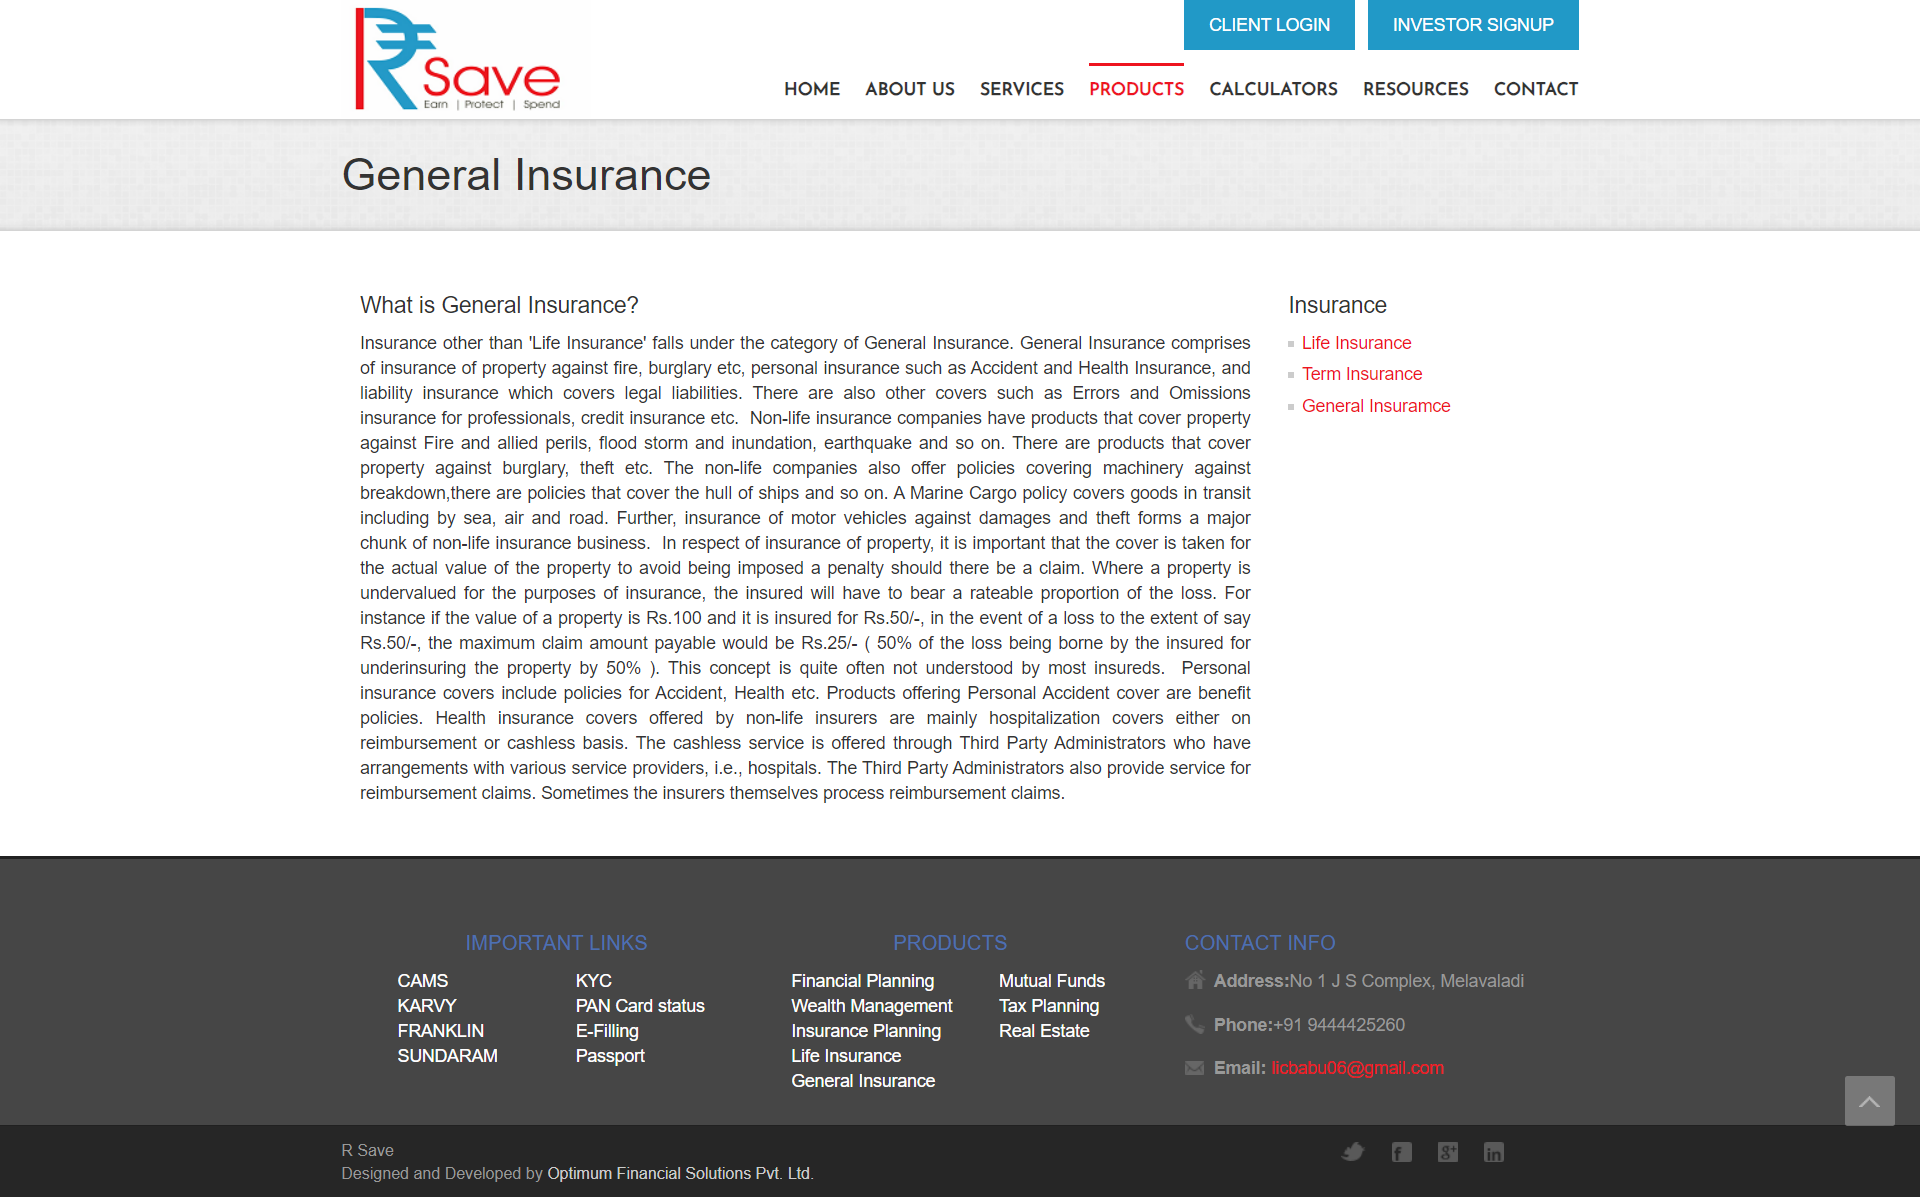 CLIENT LOGIN
INVESTOR SIGNUP
R Save
Earn | Protect | Spend
HOME ABOUT US SERVICES PRODUCTS CALCULATORS RESOURCES CONTACT
General Insurance
What is General Insurance?
Insurance other than 'Life Insurance' falls under the category of General Insurance. General Insurance comprises
of insurance of property against fire, burglary etc, personal insurance such as Accident and Health Insurance, and
liability insurance which covers legal liabilities. There are also other covers such as Errors and Omissions
insurance for professionals, credit insurance etc. Non-life insurance companies have products that cover property
against Fire and allied perils, flood storm and inundation, earthquake and so on. There are products that cover
property against burglary, theft etc. The non-life companies also offer policies covering machinery against
breakdown,there are policies that cover the hull of ships and so on. A Marine Cargo policy covers goods in transit
including by sea, air and road. Further, insurance of motor vehicles against damages and theft forms a major
chunk of non-life insurance business. In respect of insurance of property, it is important that the cover is taken for
the actual value of the property to avoid being imposed a penalty should there be a claim. Where a property is
undervalued for the purposes of insurance, the insured will have to bear a rateable proportion of the loss. For
instance if the value of a property is Rs.100 and it is insured for Rs.50/-, in the event of a loss to the extent of say
Rs.50/-, the maximum claim amount payable would be Rs.25/- ( 50% of the loss being borne by the insured for
underinsuring the property by 50% ). This concept is quite often not understood by most insureds. Personal
insurance covers include policies for Accident, Health etc. Products offering Personal Accident cover are benefit
policies. Health insurance covers offered by non-life insurers are mainly hospitalization covers either on
reimbursement or cashless basis. The cashless service is offered through Third Party Administrators who have
arrangements with various service providers, i.e., hospitals. The Third Party Administrators also provide service for
reimbursement claims. Sometimes the insurers themselves process reimbursement claims.
Insurance
Life Insurance
Term Insurance
General Insuramce
IMPORTANT LINKS
CAMS
KARVY
FRANKLIN
SUNDARAM
KYC
PAN Card status
E-Filling
Passport
PRODUCTS
Financial Planning
Wealth Management
Insurance Planning
Life Insurance
General Insurance
Mutual Funds
Tax Planning
Real Estate
CONTACT INFO
Address:No 1 J S Complex, Melavaladi
Phone:+91 9444425260
Email: licbabu06@gmail.com
R Save
Designed and Developed by Optimum Financial Solutions Pvt. Ltd.